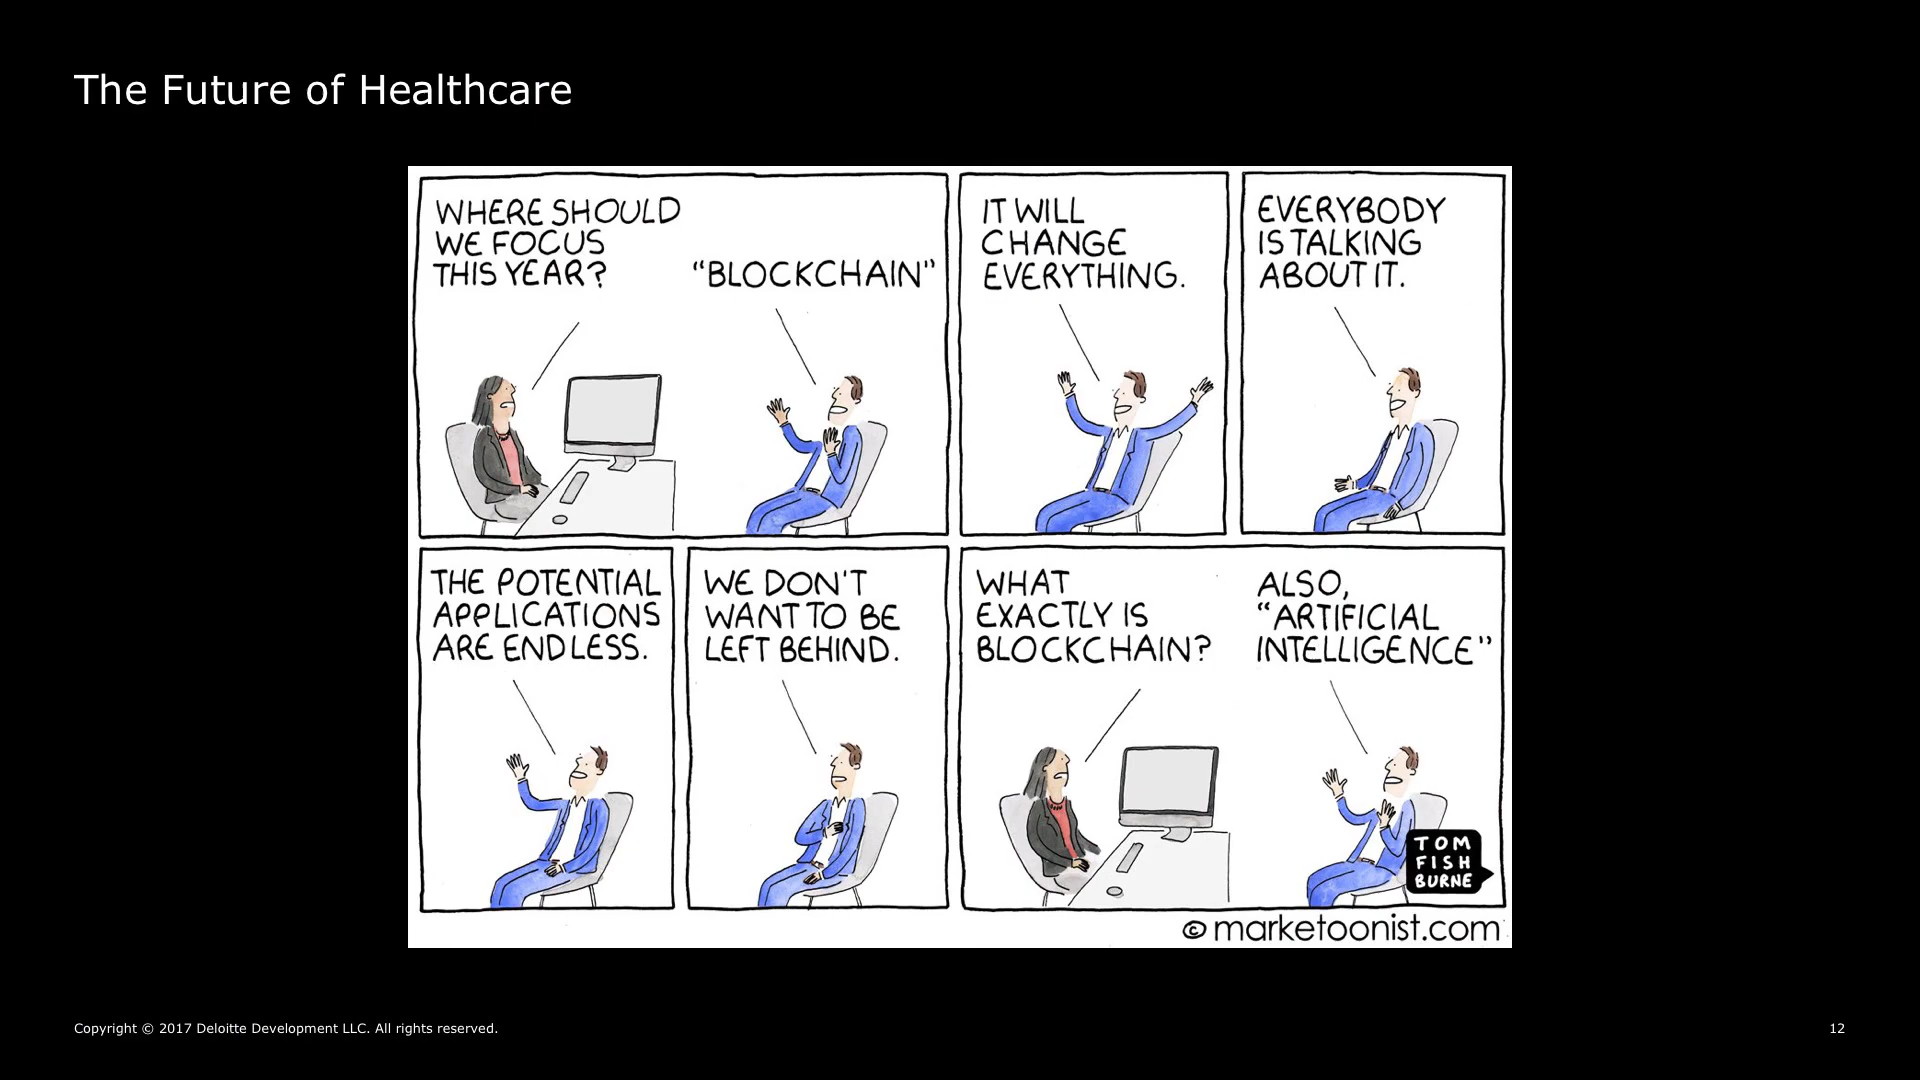 The Future of Healthcare
WHERE SHOULD
WE FOCUS
THIS YEAR?
"BLOCKCHAIN"
IT WILL
CHANGE
EVERYTHING.
EVERYBODY
IS TALKING
ABOUT IT.
THE POTENTIAL
APPLICATIONS
ARE ENDLESS.
WE DON'T
WANT TO BE
LEFT BEHIND.
WHAT
EXACTLY IS
BLOCKCHAIN?
ALSO,
"ARTIFICIAL
INTELLIGENCE"
TOM
FISH
BURNE
© marketoonist.com
Copyright © 2017 Deloitte Development LLC. All rights reserved.
12